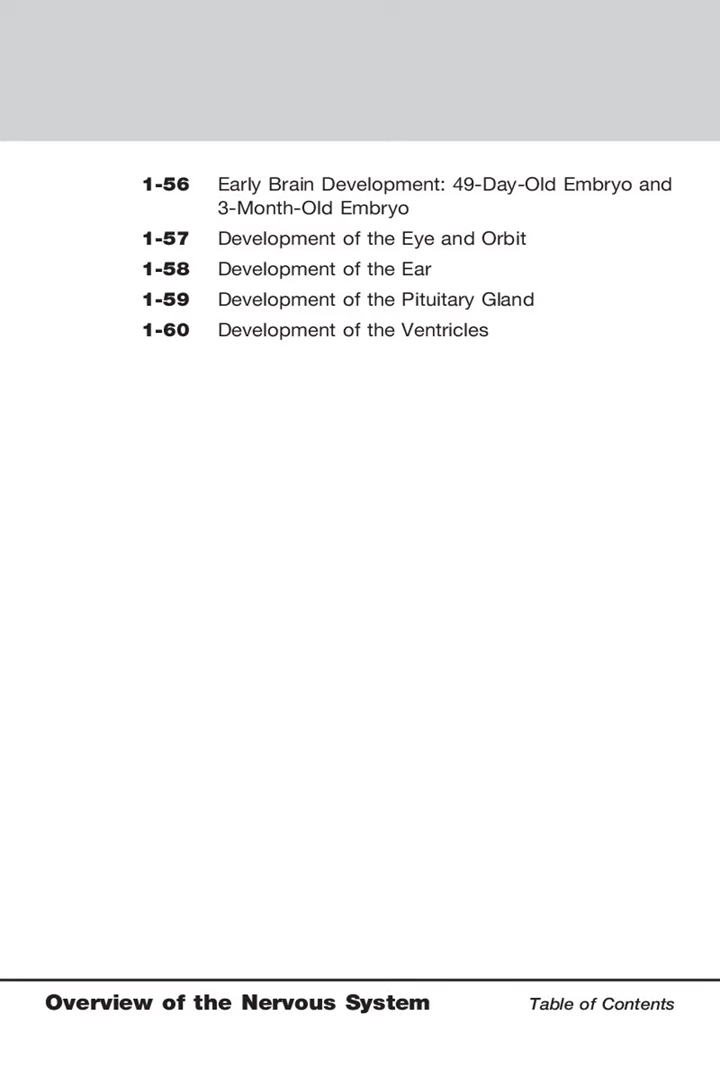 1-56 Early Brain Development: 49-Day-Old Embryo and
3-Month-Old Embryo
1-57 Development of the Eye and Orbit
1-58 Development of the Ear
1-59 Development of the Pituitary Gland
1-60 Development of the Ventricles
Overview of the Nervous System Table of Contents